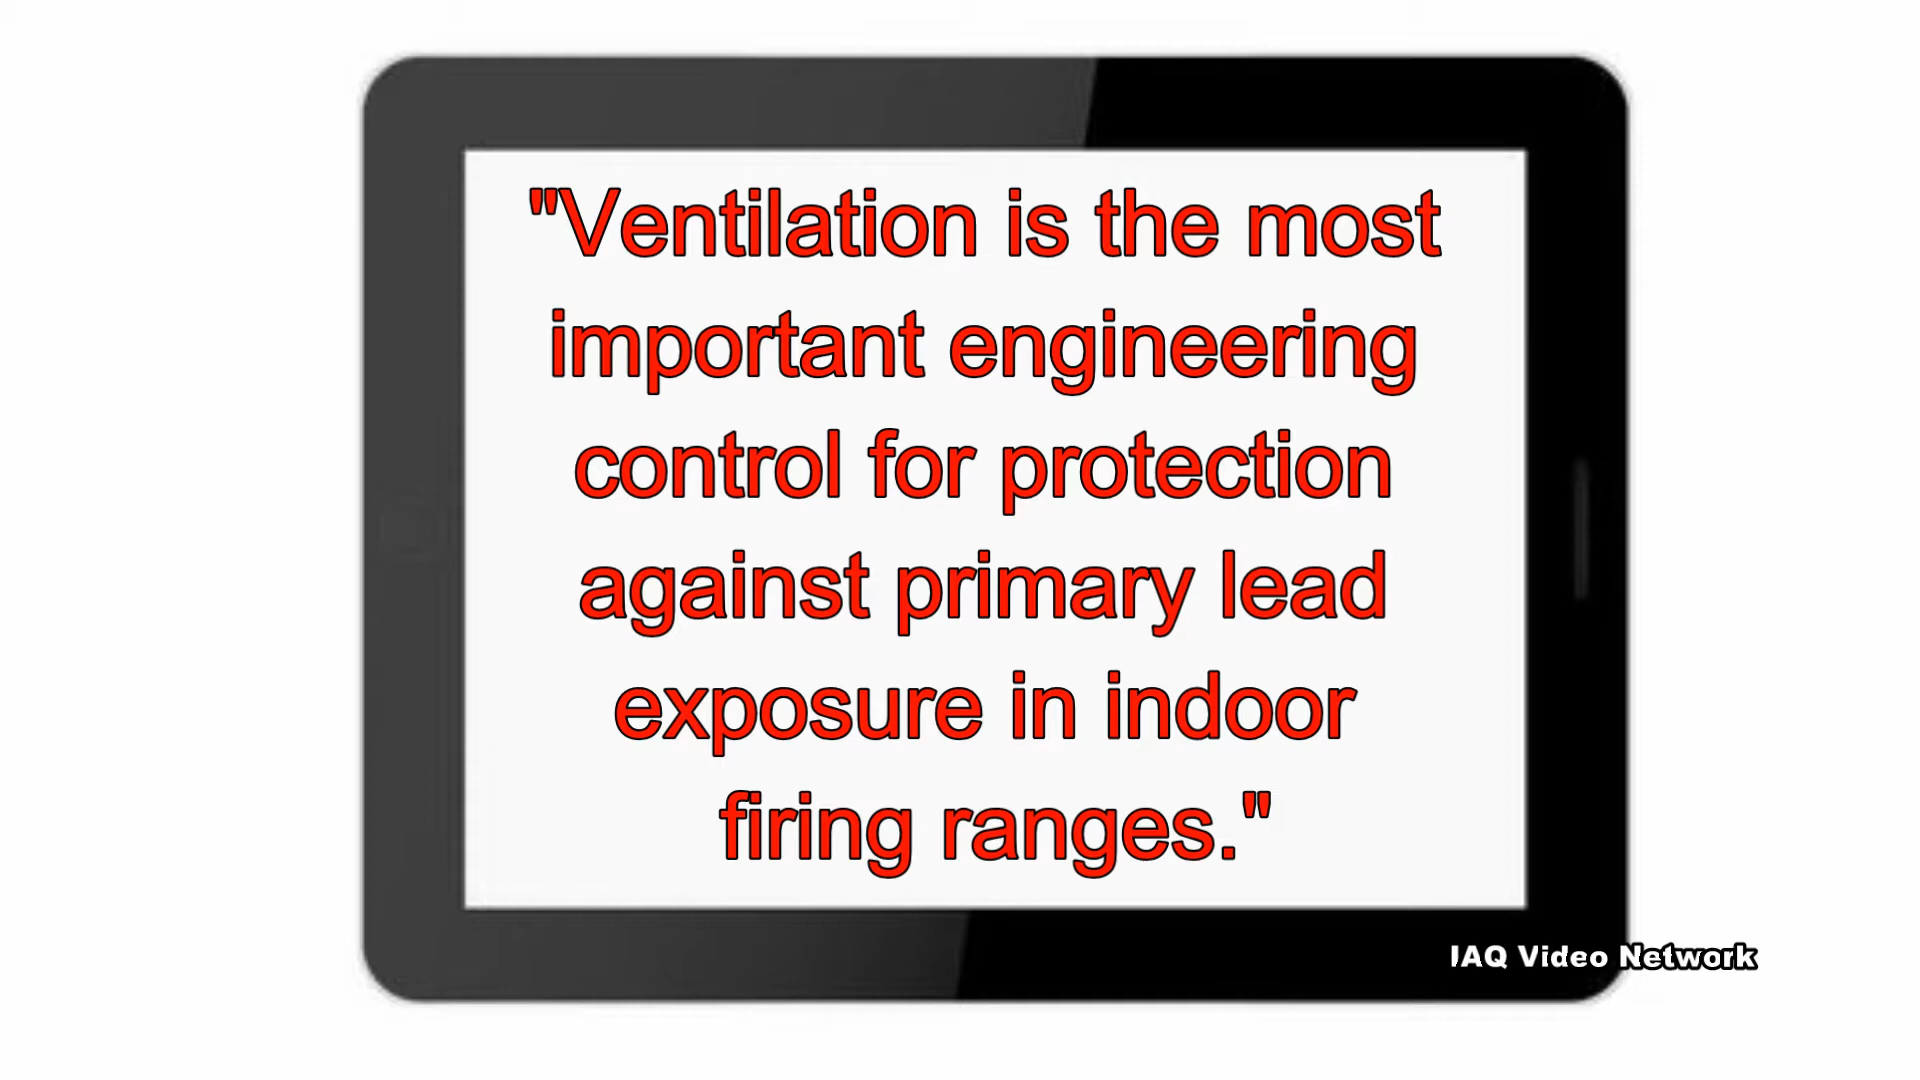 "Ventilation is the most
important engineering
control for protection
against primary lead
exposure in indoor
firing ranges."
IAQ Video Network